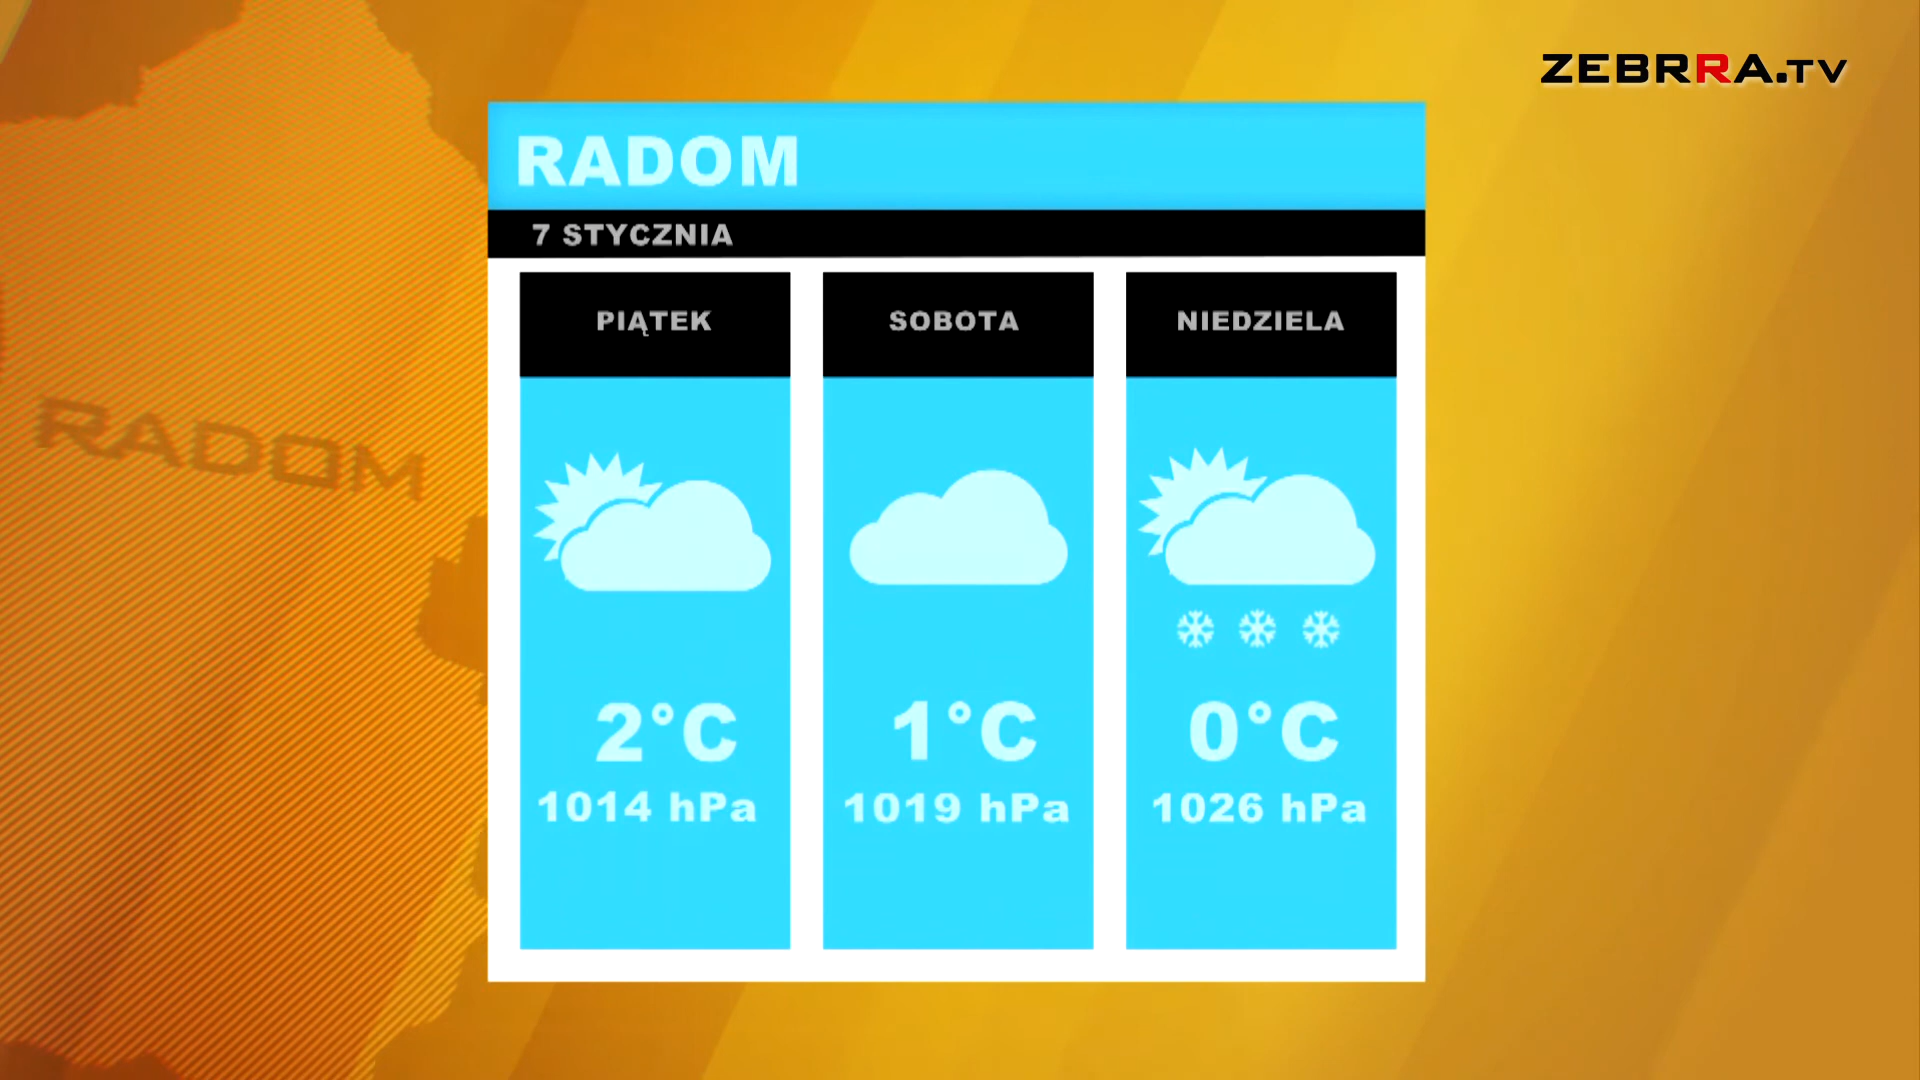 ZEBRRA.TV
RADOM
7 STYCZNIA
PIĄTEK
SOBOTA
NIEDZIELA
RADOM
2°C
1°C
0°C
1014 hPa
1019 hPa
1026 hPa